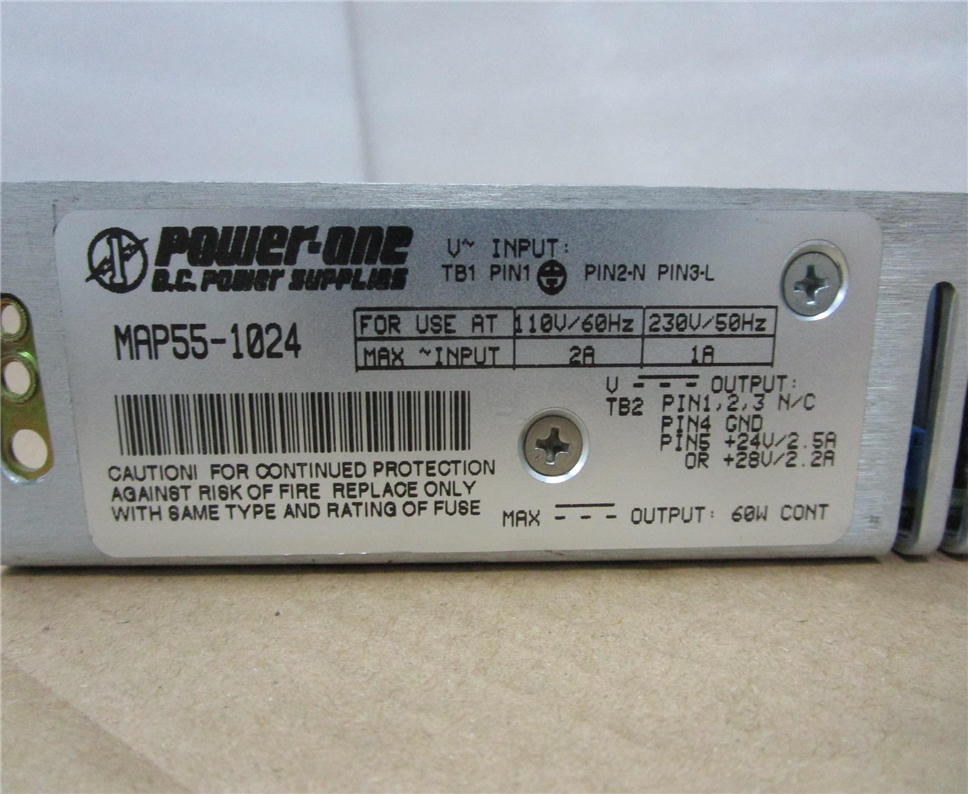 POWER-ONE
D.C. POWER SUPPLIES
V~ INPUT:
TB1 PIN1 PIN2-N PIN3-L
MAP55-1024
FOR USE AT 110V/60Hz 230V/50Hz
MAX ~INPUT 2A 1A
V OUTPUT:
TB2 PIN1,2,3 N/C
PIN4 GND
PIN5 +24V/2.5A
OR +28V/2.2A
CAUTION! FOR CONTINUED PROTECTION
AGAINST RISK OF FIRE REPLACE ONLY
WITH SAME TYPE AND RATING OF FUSE
MAX OUTPUT: 60W CONT